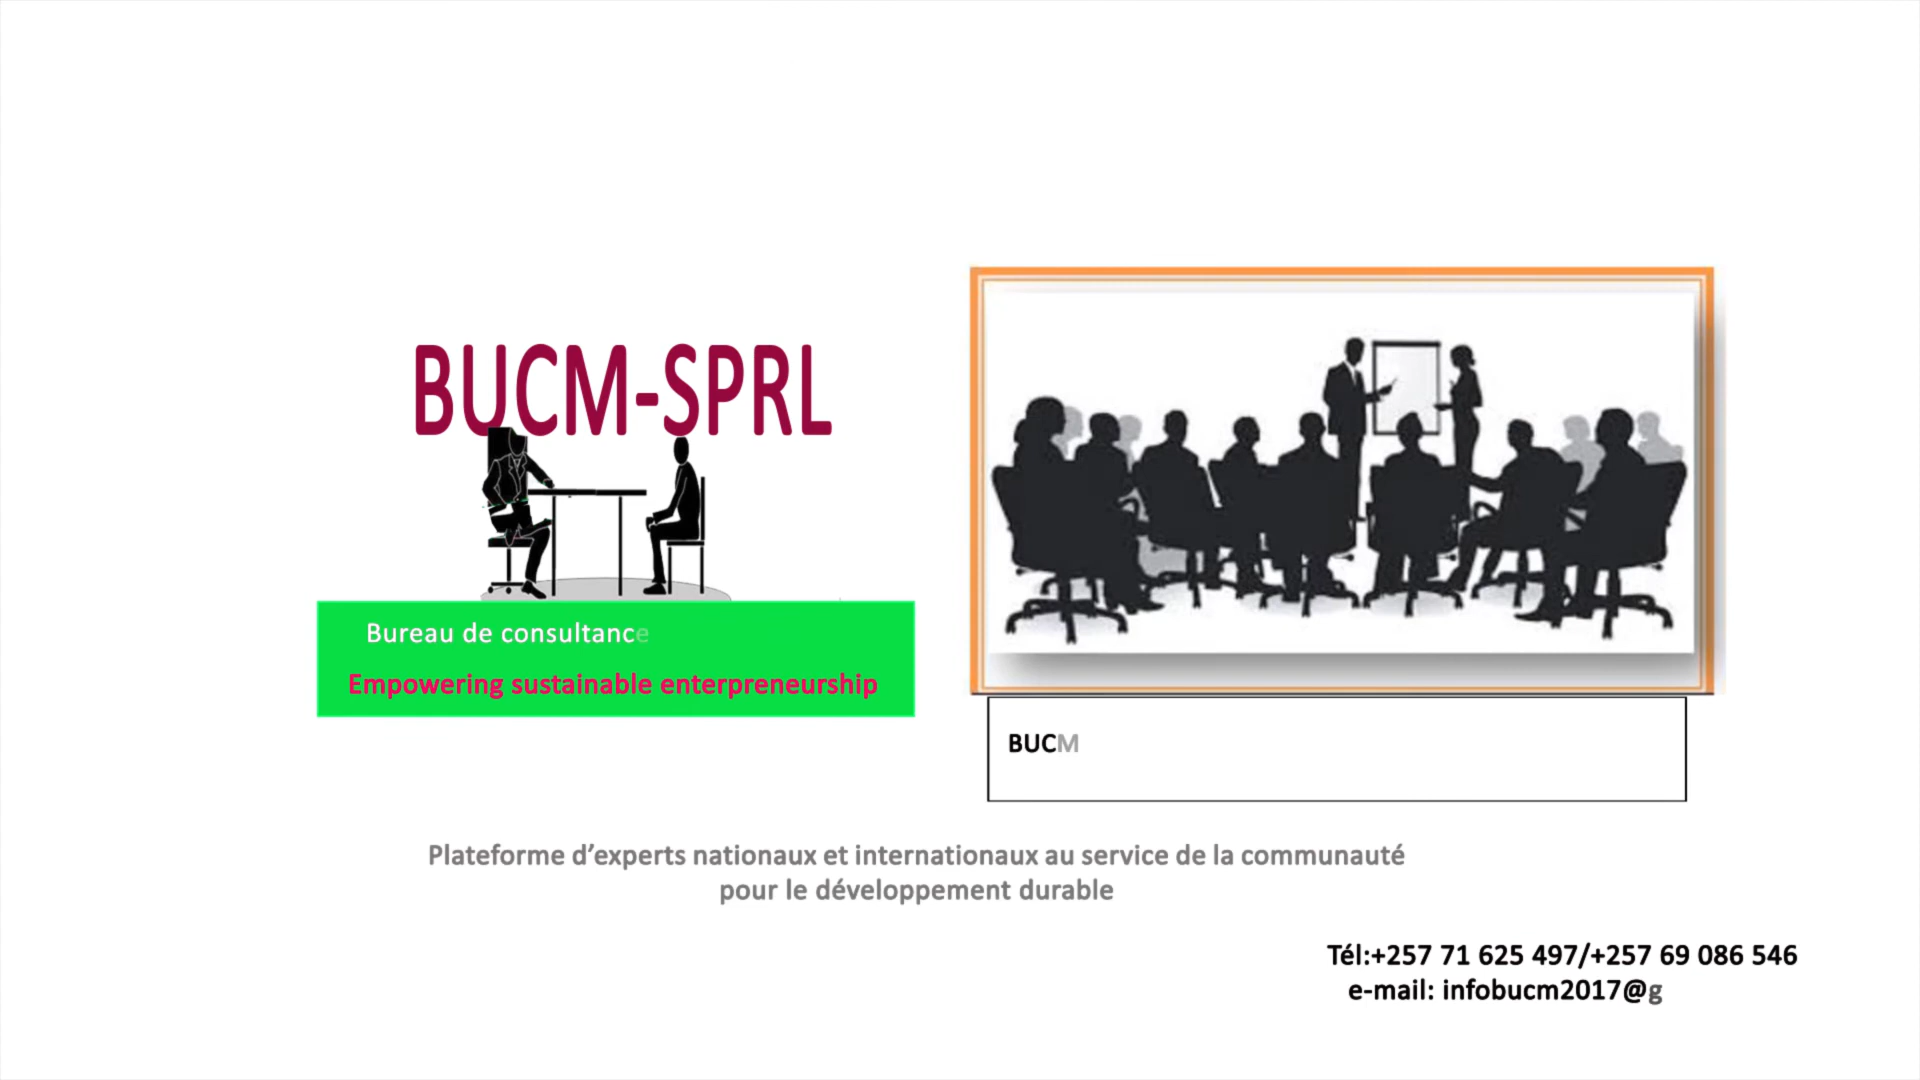 BUCM-SPRL
Bureau de consultance
Empowering sustainable enterpreneurship
BUCM
Plateforme d’experts nationaux et internationaux au service de la communauté
pour le développement durable
Tél:+257 71 625 497/+257 69 086 546
e-mail: infobucm2017@g